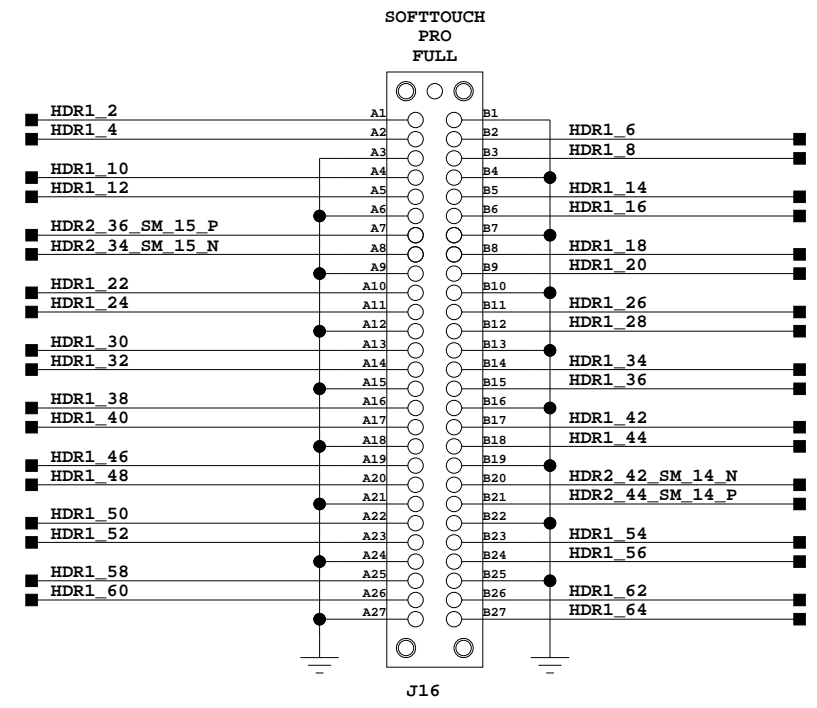 SOFTTOUCH
PRO
FULL
HDR1_2 A1 B1
HDR1_4 A2 B2 HDR1_6
A3 B3 HDR1_8
HDR1_10 A4 B4
HDR1_12 A5 B5 HDR1_14
A6 B6 HDR1_16
HDR2_36_SM_15_P A7 B7
HDR2_34_SM_15_N A8 B8 HDR1_18
A9 B9 HDR1_20
HDR1_22 A10 B10
HDR1_24 A11 B11 HDR1_26
A12 B12 HDR1_28
HDR1_30 A13 B13
HDR1_32 A14 B14 HDR1_34
A15 B15 HDR1_36
HDR1_38 A16 B16
HDR1_40 A17 B17 HDR1_42
A18 B18 HDR1_44
HDR1_46 A19 B19
HDR1_48 A20 B20 HDR2_42_SM_14_N
A21 B21 HDR2_44_SM_14_P
HDR1_50 A22 B22
HDR1_52 A23 B23 HDR1_54
A24 B24 HDR1_56
HDR1_58 A25 B25
HDR1_60 A26 B26 HDR1_62
A27 B27 HDR1_64
J16